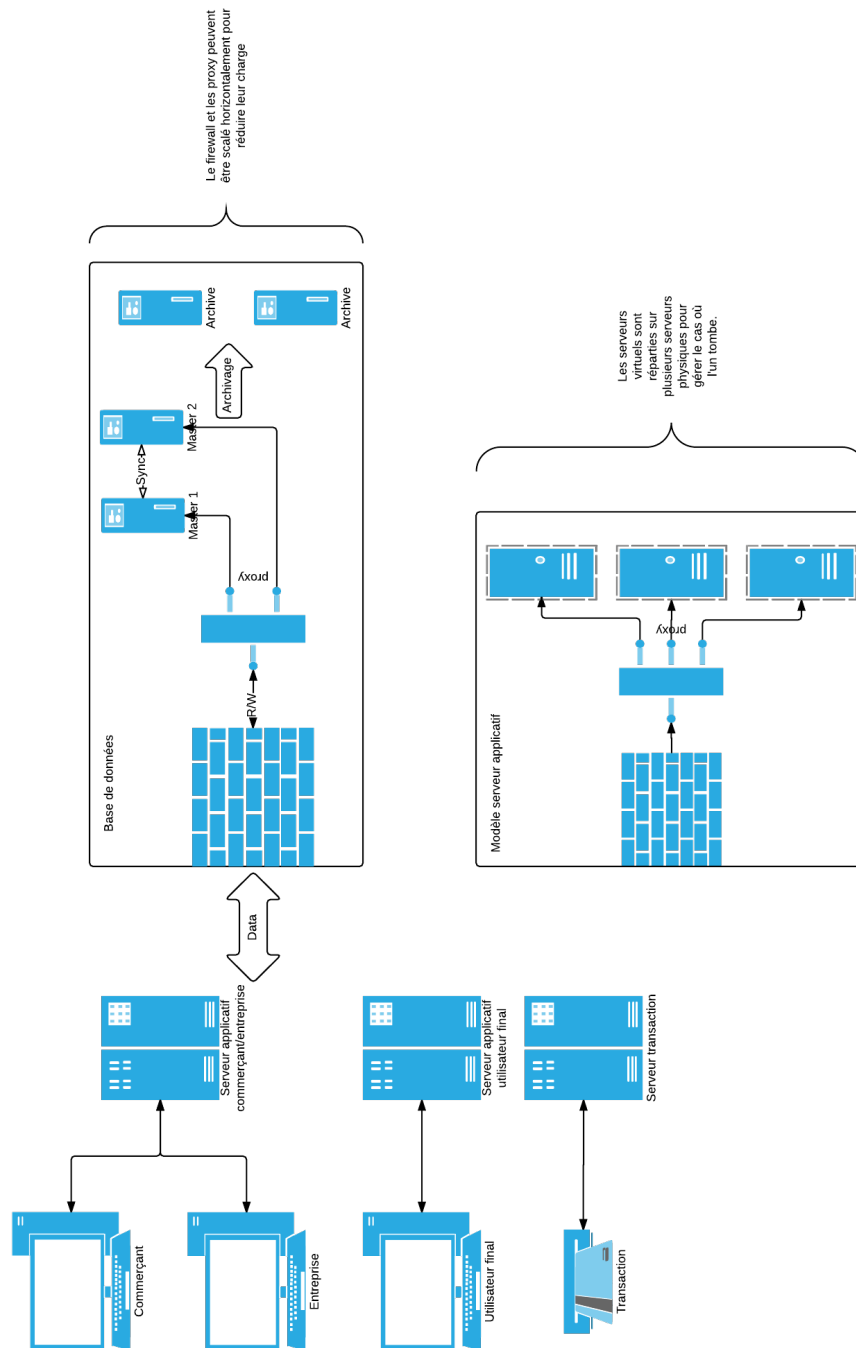 Commerçant
Entreprise
Utilisateur final
Transaction
Serveur applicatif
commerçant/entreprise
Serveur applicatif
utilisateur final
Serveur transaction
Data
Base de données
R/W
proxy
Master 1
Sync
Master 2
Archivage
Archive
Archive
Le firewall et les proxy peuvent
être scalé horizontalement pour
réduire leur charge
Modèle serveur applicatif
proxy
Les serveurs
virtuels sont
réparties sur
plusieurs serveurs
physiques pour
gérer le cas où
l'un tombe.